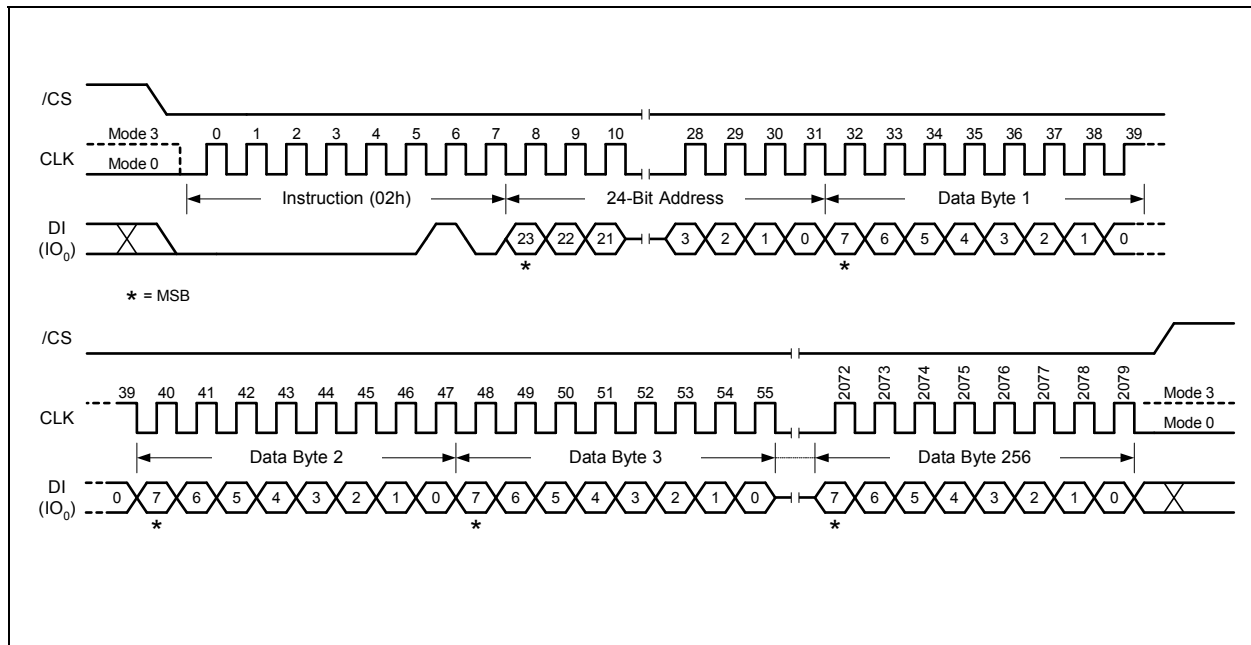 /CS
Mode 3 0 1 2 3 4 5 6 7 8 9 10 28 29 30 31 32 33 34 35 36 37 38 39
CLK Mode 0
Instruction (02h) 24-Bit Address Data Byte 1
DI
(IO0) 23 22 21 3 2 1 0 7 6 5 4 3 2 1 0
* *
* = MSB
/CS
39 40 41 42 43 44 45 46 47 48 49 50 51 52 53 54 55 2072 2073 2074 2075 2076 2077 2078 2079 Mode 3
CLK Mode 0
Data Byte 2 Data Byte 3 Data Byte 256
DI
(IO0) 0 7 6 5 4 3 2 1 0 7 6 5 4 3 2 1 0 7 6 5 4 3 2 1 0
* * *